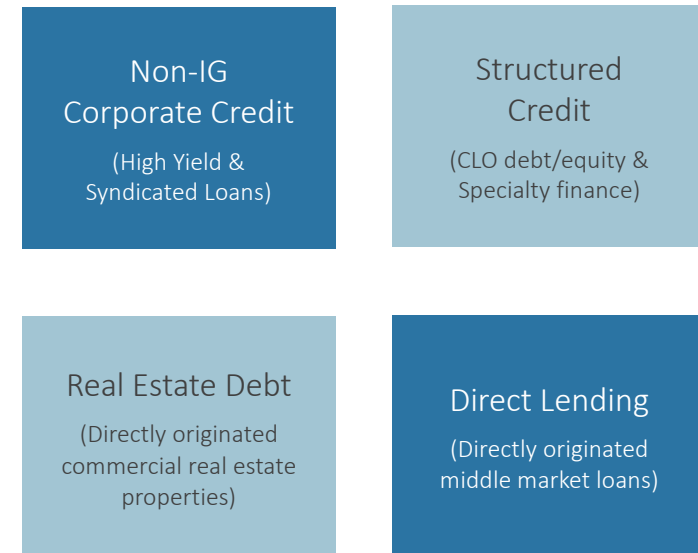 Non-IG
Corporate Credit
(High Yield &
Syndicated Loans)
Structured
Credit
(CLO debt/equity &
Specialty finance)
Real Estate Debt
(Directly originated
commercial real estate
properties)
Direct Lending
(Directly originated
middle market loans)